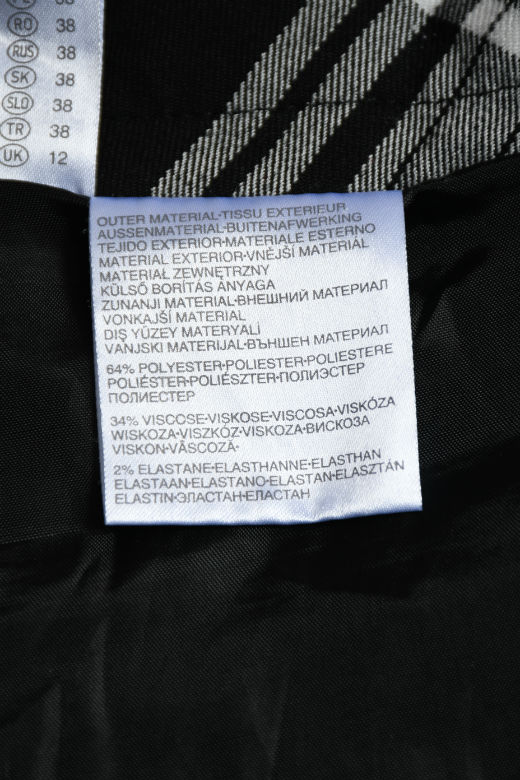 38
RO 38
RUS 38
SK 38
SLO 38
TR 38
UK 12
OUTER MATERIAL·TISSU EXTERIEUR
AUSSENMATERIAL·BUITENAFWERKING
TEJIDO EXTERIOR·MATERIALE ESTERNO
MATERIAL EXTERIOR·VNĚJŠÍ MATERIÁL
MATERIAŁ ZEWNĘTRZNY
KÜLSŐ BORÍTÁS ANYAGA
ZUNANJI MATERIAL·ВНЕШНИЙ МАТЕРИАЛ
VONKAJŠÍ MATERIAL
DIŞ YÜZEY MATERYALİ
VANJSKI MATERIJAL·ВЪНШЕН МАТЕРИАЛ
64% POLYESTER·POLIESTER·POLIESTERE
POLIÉSTER·POLIÉSZTER·ПОЛИЭСТЕР
ПОЛИЕСТЕР
34% VISCOSE·VISKOSE·VISCOSA·VISKÓZA
WISKOZA·VISZKÓZ·VISKOZA·ВИСКОЗА
VISKON·VÂSCOZĂ·
2% ELASTANE·ELASTHANNE·ELASTHAN
ELASTAAN·ELASTANO·ELASTAN·ELASZTÁN
ELASTIN·ЭЛАСТАН·ЕЛАСТАН